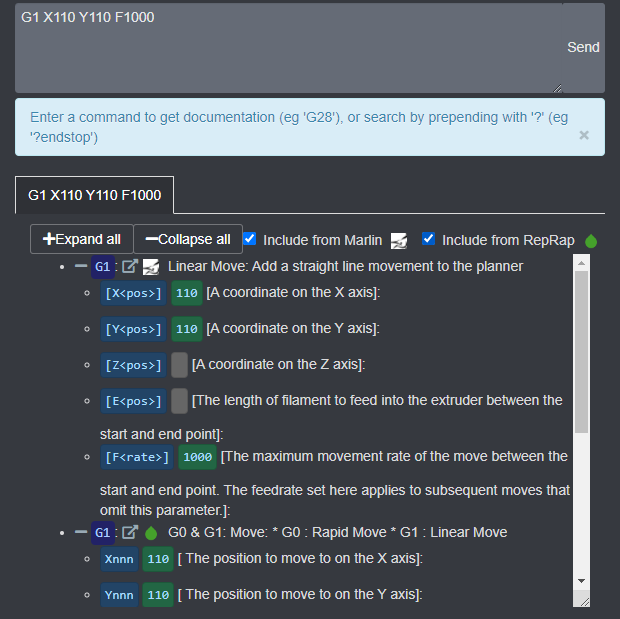 G1 X110 Y110 F1000
Send
Enter a command to get documentation (eg 'G28'), or search by prepending with '?' (eg
'?endstop')
×
G1 X110 Y110 F1000
Expand all Collapse all Include from Marlin Include from RepRap
G1: Linear Move: Add a straight line movement to the planner
[X<pos>] 110 [A coordinate on the X axis]:
[Y<pos>] 110 [A coordinate on the Y axis]:
[Z<pos>] [A coordinate on the Z axis]:
[E<pos>] [The length of filament to feed into the extruder between the
start and end point]:
[F<rate>] 1000 [The maximum movement rate of the move between the
start and end point. The feedrate set here applies to subsequent moves that
omit this parameter.]:
G1: G0 & G1: Move: * G0 : Rapid Move * G1 : Linear Move
Xnnn 110 [ The position to move to on the X axis]:
Ynnn 110 [ The position to move to on the Y axis]: